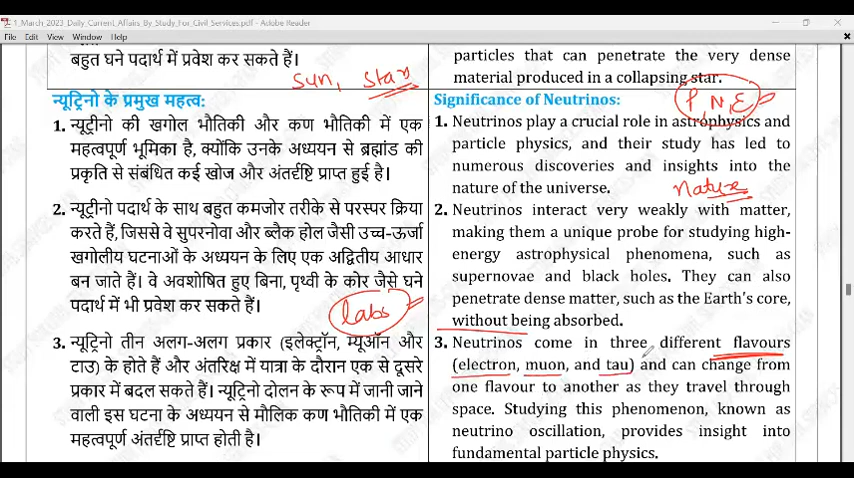 1_March_2023_Daily_Current_Affairs_By_Study_For_Civil_Services.pdf - Adobe Reader
File Edit View Window Help
बहुत घने पदार्थ में प्रवेश कर सकते हैं।
Sun, Star
न्यूट्रिनो के प्रमुख महत्व:
1. न्यूट्रीनो की खगोल भौतिकी और कण भौतिकी में एक
महत्वपूर्ण भूमिका है, क्योंकि उनके अध्ययन से ब्रह्मांड की
प्रकृति से संबंधित कई खोज और अंतर्दृष्टि प्राप्त हुई है।
2. न्यूट्रीनो पदार्थ के साथ बहुत कमजोर तरीके से परस्पर क्रिया
करते हैं, जिससे वे सुपरनोवा और ब्लैक होल जैसी उच्च-ऊर्जा
खगोलीय घटनाओं के अध्ययन के लिए एक अद्वितीय आधार
बन जाते हैं। वे अवशोषित हुए बिना, पृथ्वी के कोर जैसे घने
पदार्थ में भी प्रवेश कर सकते हैं।
Labs
3. न्यूट्रिनो तीन अलग-अलग प्रकार (इलेक्ट्रॉन, म्यूऑन और
टाउ) के होते हैं और अंतरिक्ष में यात्रा के दौरान एक से दूसरे
प्रकार में बदल सकते हैं। न्यूट्रिनो दोलन के रूप में जानी जाने
वाली इस घटना के अध्ययन से मौलिक कण भौतिकी में एक
महत्वपूर्ण अंतर्दृष्टि प्राप्त होती है।
particles that can penetrate the very dense
material produced in a collapsing star.
P, N, E
Significance of Neutrinos:
1. Neutrinos play a crucial role in astrophysics and
particle physics, and their study has led to
numerous discoveries and insights into the
nature of the universe.
Nature
2. Neutrinos interact very weakly with matter,
making them a unique probe for studying high-
energy astrophysical phenomena, such as
supernovae and black holes. They can also
penetrate dense matter, such as the Earth's core,
without being absorbed.
3. Neutrinos come in three different flavours
(electron, muon, and tau) and can change from
one flavour to another as they travel through
space. Studying this phenomenon, known as
neutrino oscillation, provides insight into
fundamental particle physics.